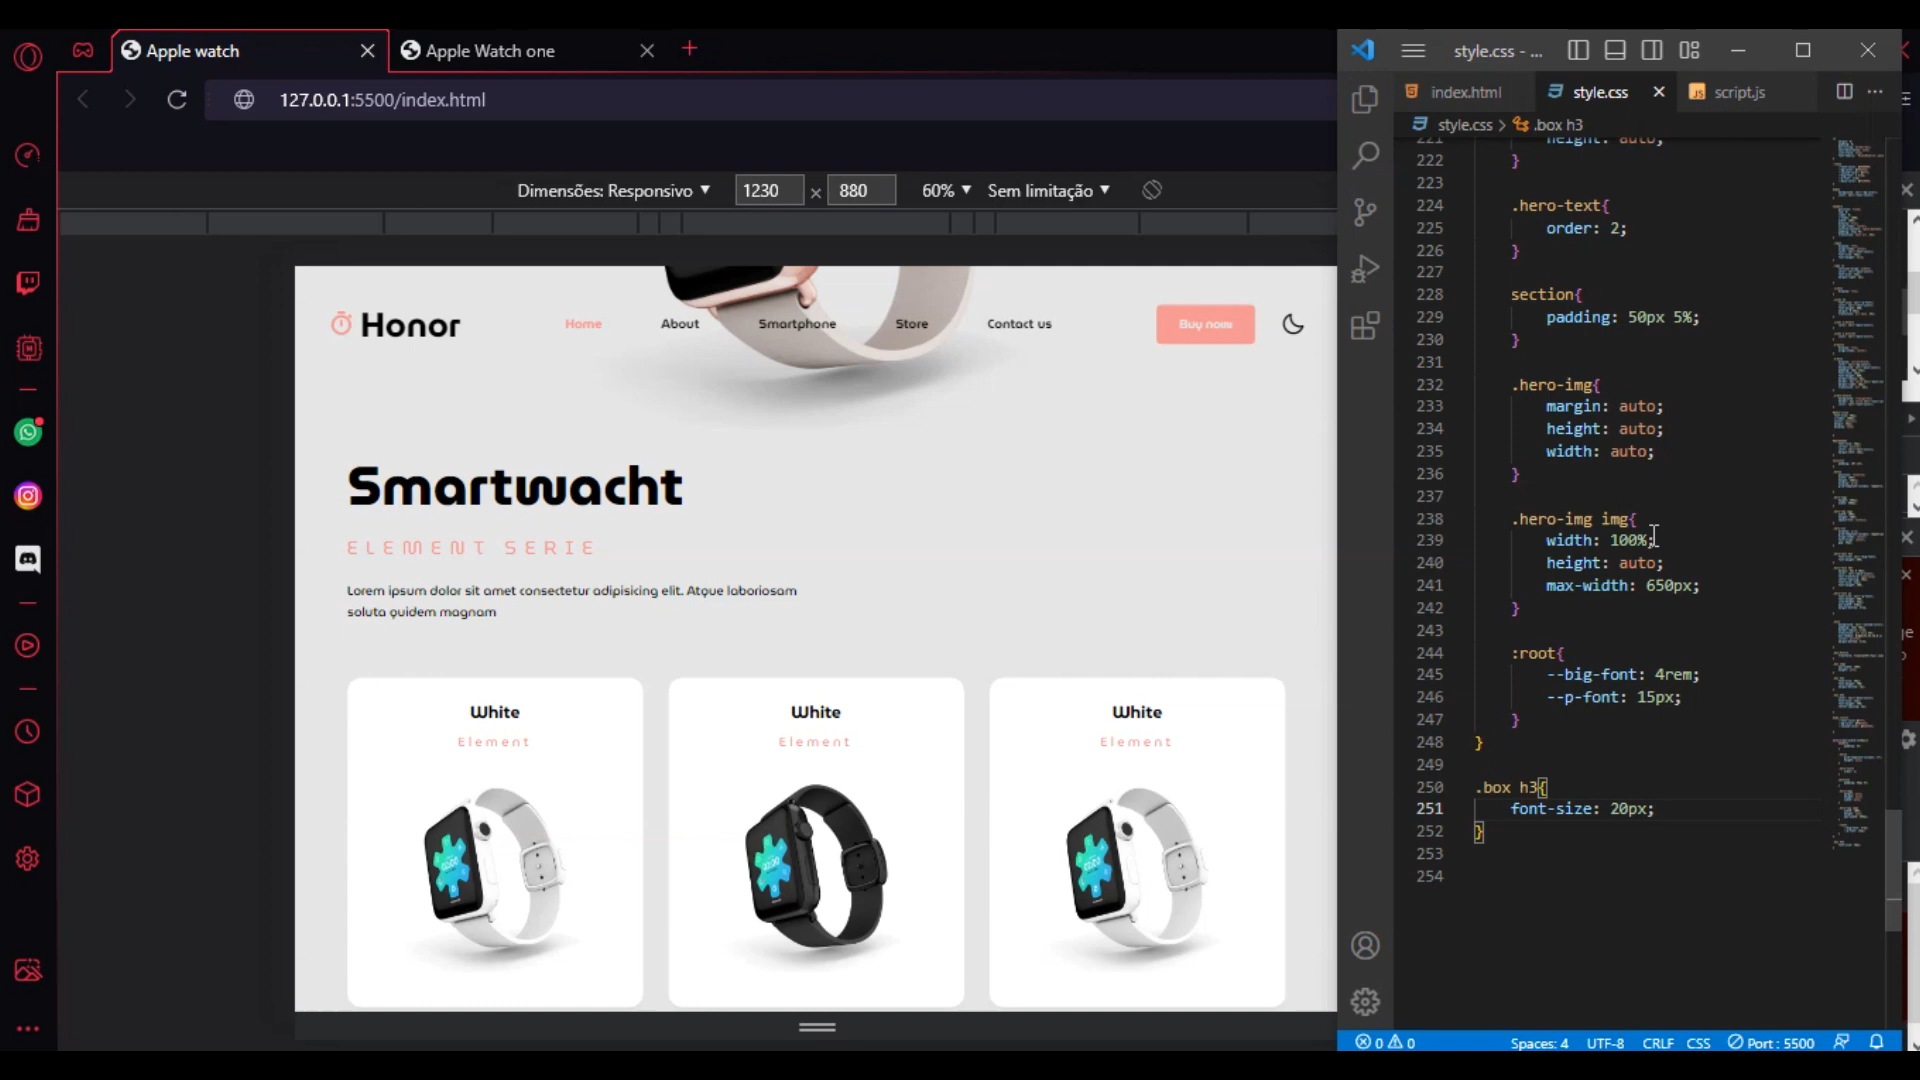 Apple watch
Apple Watch one
127.0.0.1:5500/index.html
Dimensões: Responsivo ▼ 1230 × 880 60% ▼ Sem limitação ▼
Honor
Home About Smartphone Store Contact us Buy now
Smartwacht
ELEMENT SERIE
Lorem ipsum dolor sit amet consectetur adipisicing elit. Atque laboriosam
soluta quidem magnam
White
Element
White
Element
White
Element
style.css - ...
index.html style.css script.js
style.css > .box h3
221 height: auto;
222 }
223
224 .hero-text{
225 order: 2;
226 }
227
228 section{
229 padding: 50px 5%;
230 }
231
232 .hero-img{
233 margin: auto;
234 height: auto;
235 width: auto;
236 }
237
238 .hero-img img{
239 width: 100%;
240 height: auto;
241 max-width: 650px;
242 }
243
244 :root{
245 --big-font: 4rem;
246 --p-font: 15px;
247 }
248 }
249
250 .box h3{
251 font-size: 20px;
252 }
253
254
0 0 Spaces: 4 UTF-8 CRLF CSS Port : 5500